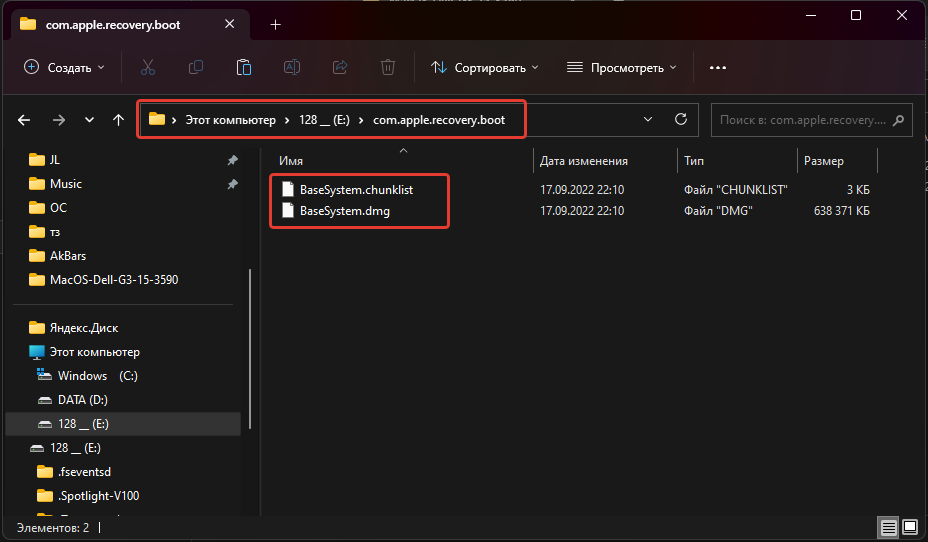 com.apple.recovery.boot
Создать
Сортировать
Просмотреть
Этот компьютер 128 __ (E:) com.apple.recovery.boot
Поиск в: com.apple.recovery....
JL
Music
ОС
тз
AkBars
MacOS-Dell-G3-15-3590
Яндекс.Диск
Этот компьютер
Windows (C:)
DATA (D:)
128 __ (E:)
128 __ (E:)
.fseventsd
.Spotlight-V100
Имя Дата изменения Тип Размер
BaseSystem.chunklist 17.09.2022 22:10 Файл "CHUNKLIST" 3 КБ
BaseSystem.dmg 17.09.2022 22:10 Файл "DMG" 638 371 КБ
Элементов: 2